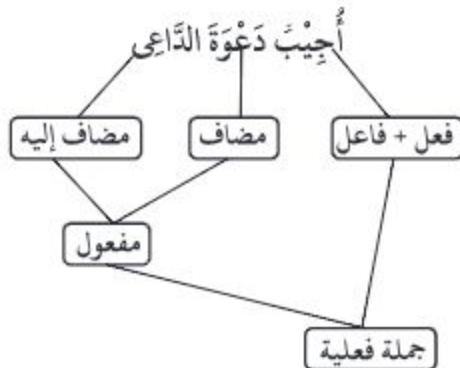 أُجِيْبُ دَعْوَةَ الدَّاعِى
فعل + فاعل مضاف مضاف إليه
مفعول
جملة فعلية